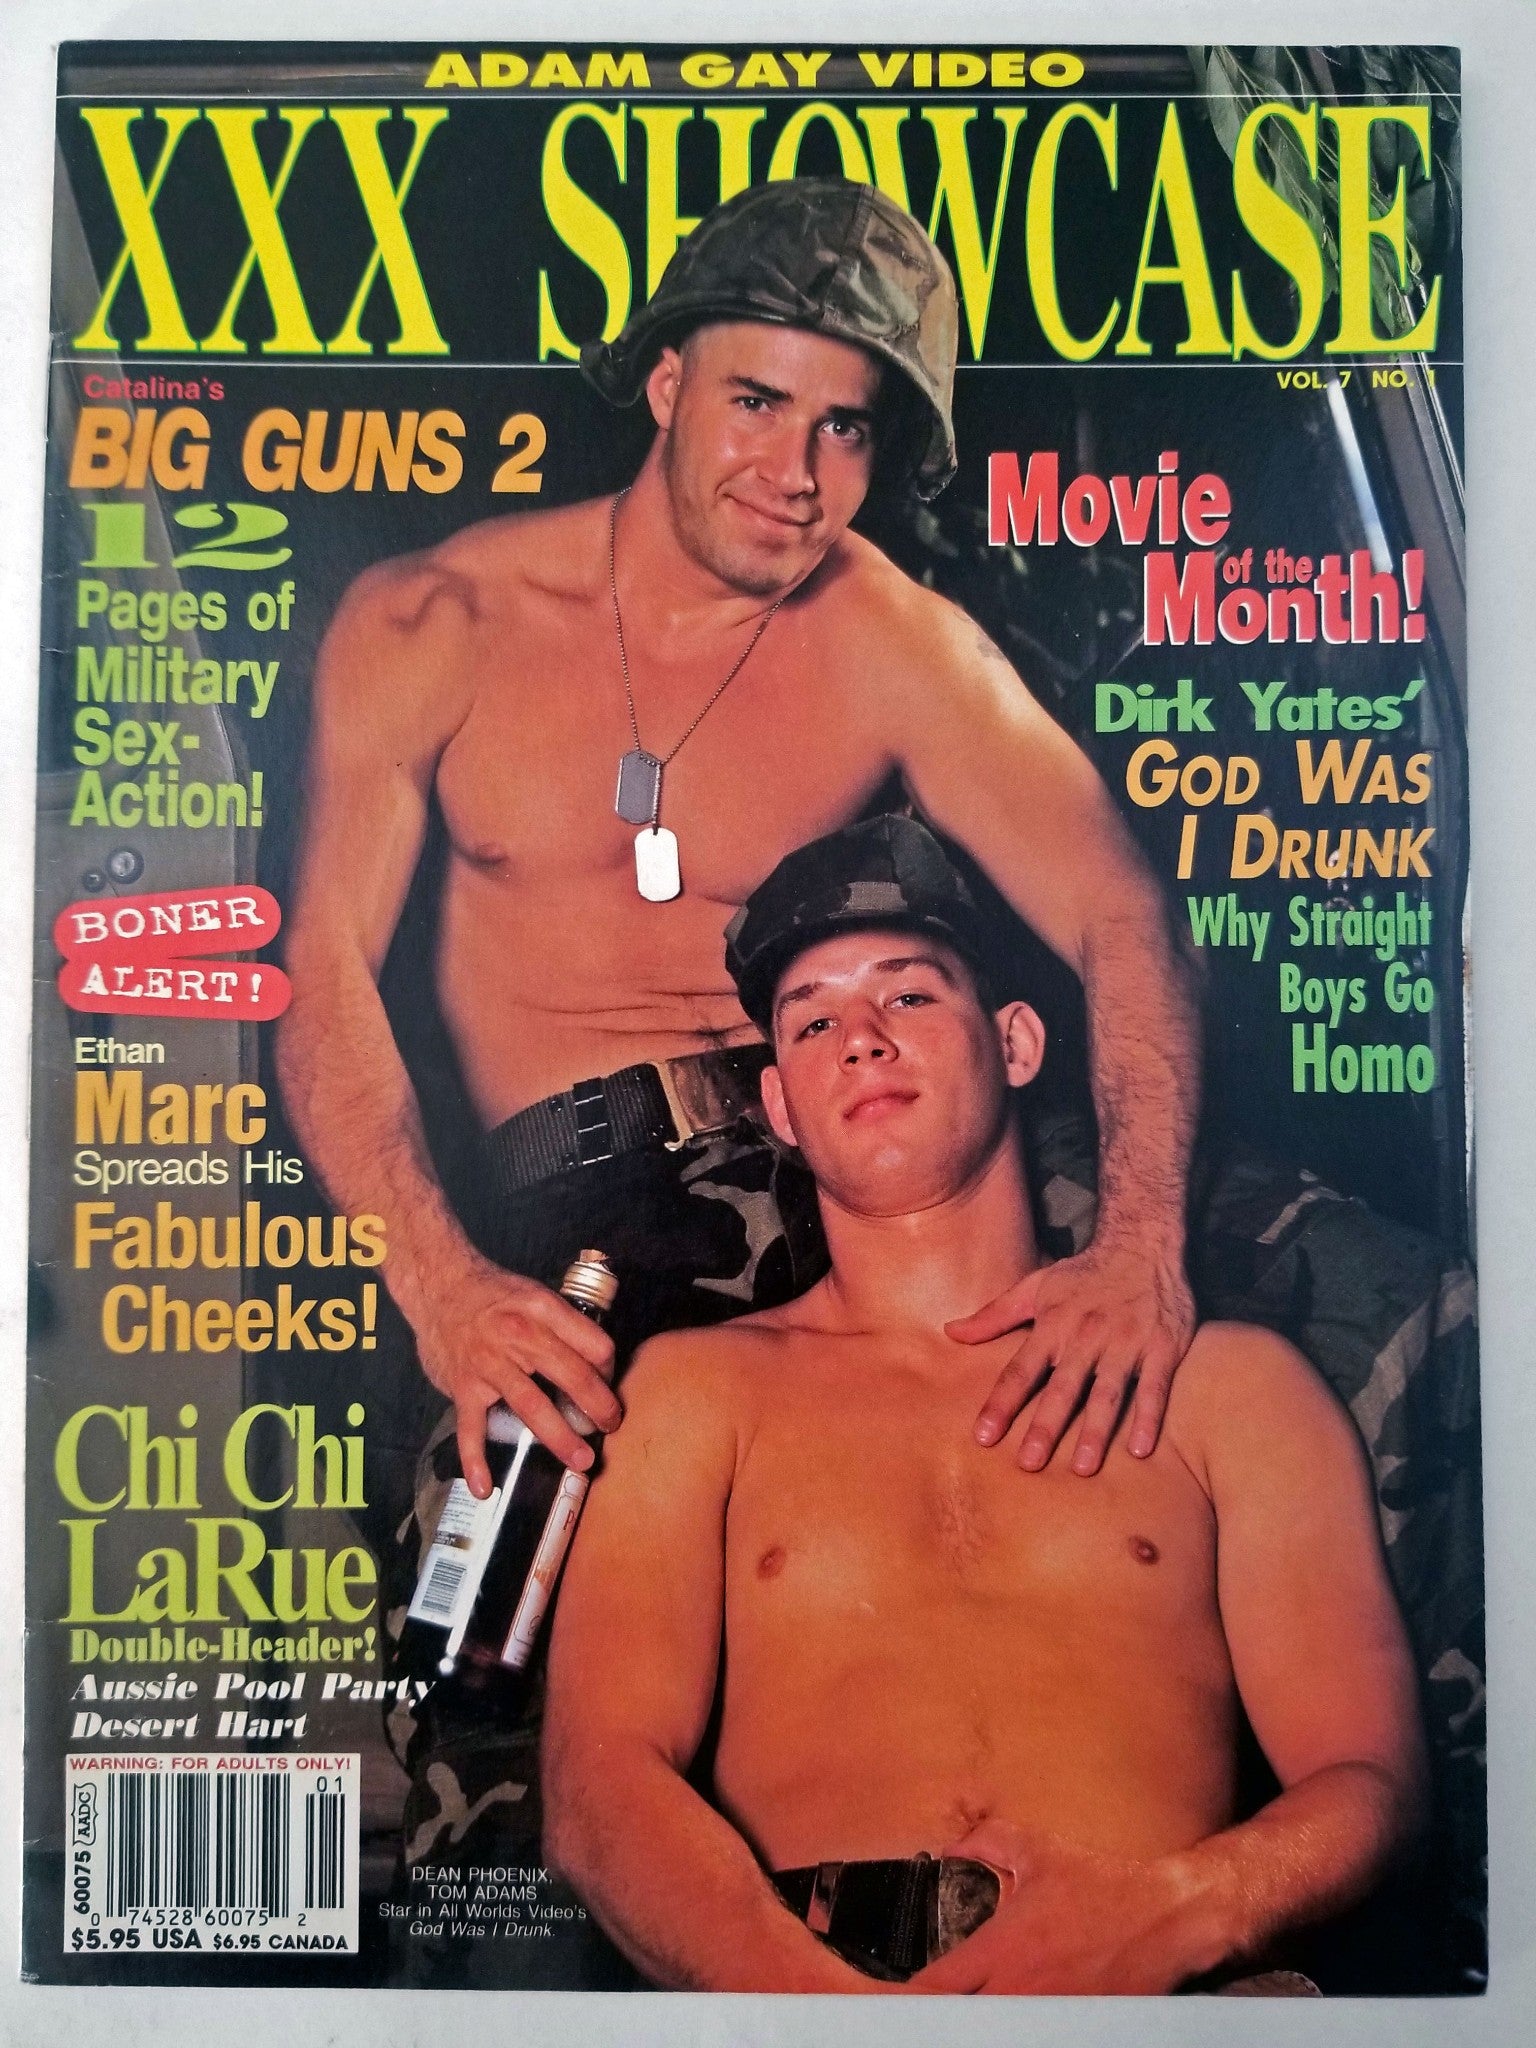 ADAM GAY VIDEO
XXX SHOWCASE
VOL. 7 NO. 1
Catalina's
BIG GUNS 2
12
Pages of
Military
Sex-
Action!
BONER
ALERT!
Ethan
Marc
Spreads His
Fabulous
Cheeks!
Chi Chi
LaRue
Double-Header!
Aussie Pool Party
Desert Hart
Movie
of the
Month!
Dirk Yates'
GOD WAS
I DRUNK
Why Straight
Boys Go
Homo
WARNING: FOR ADULTS ONLY!
AADC
01
60075
0 74528 60075 2
$5.95 USA $6.95 CANADA
DEAN PHOENIX,
TOM ADAMS
Star in All Worlds Video's
God Was I Drunk.